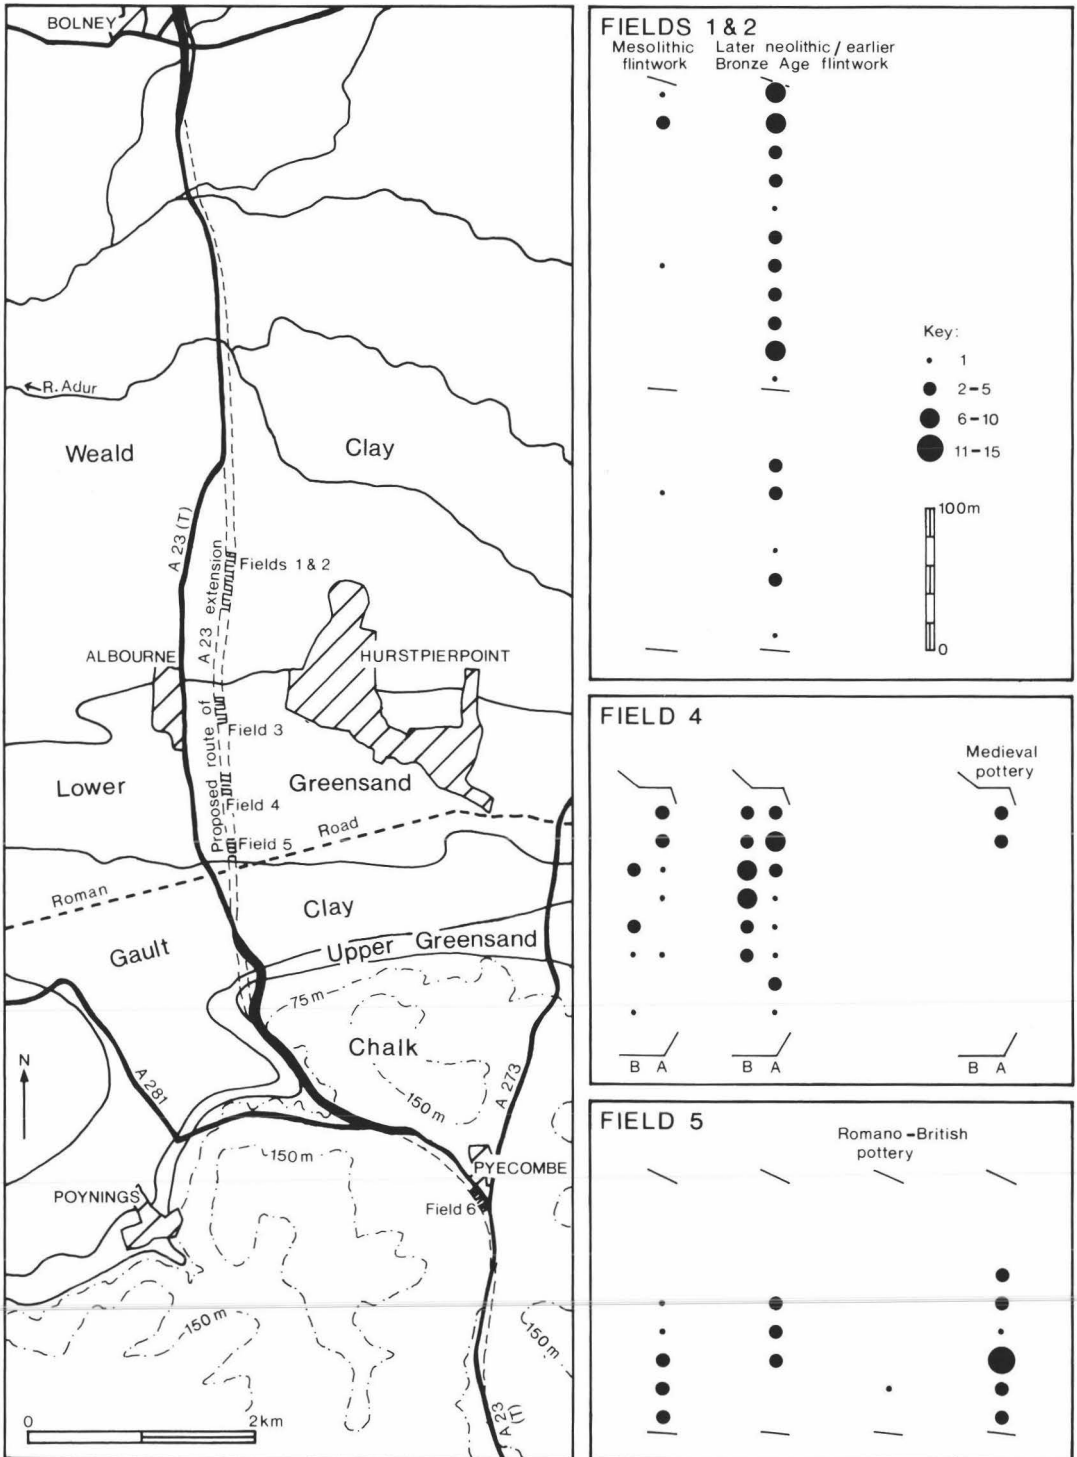 BOLNEY
R. Adur
Weald Clay
A 23 (T)
Proposed route of A 23 extension
Fields 1 & 2
ALBOURNE
HURSTPIERPOINT
Field 3
Lower Greensand
Field 4
Roman Road
Field 5
Clay
Gault
Upper Greensand
75 m
Chalk
N
A 281
150 m
A 273
150 m
PYECOMBE
POYNINGS
Field 6
150 m
150 m
A 23 (T)
0 2km
FIELDS 1 & 2
Mesolithic flintwork
Later neolithic / earlier Bronze Age flintwork
Key:
1
2-5
6-10
11-15
100m
0
FIELD 4
Medieval pottery
B A
B A
B A
FIELD 5
Romano-British pottery